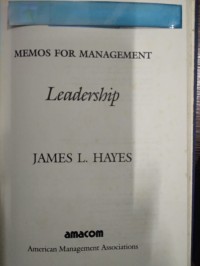 MEMOS FOR MANAGEMENT
Leadership
JAMES L. HAYES
amacom
American Management Associations